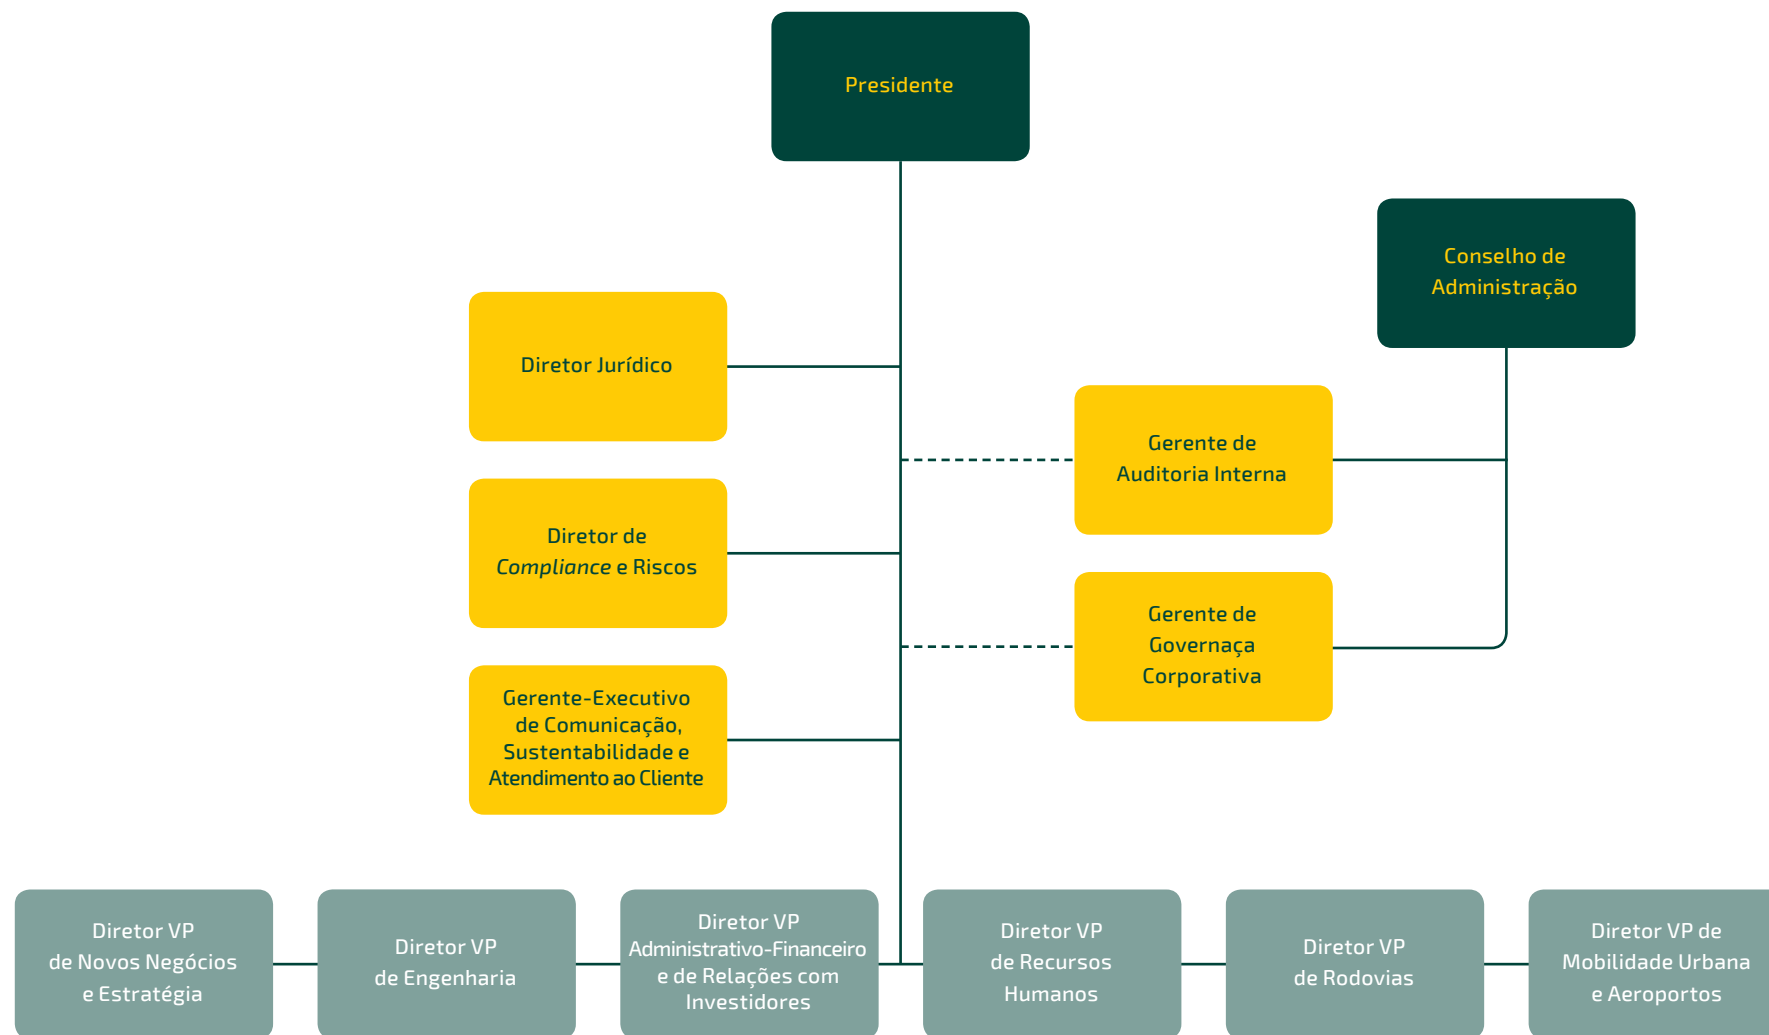 Presidente
Conselho de
Administração
Diretor Jurídico
Gerente de
Auditoria Interna
Diretor de
Compliance e Riscos
Gerente de
Governaça
Corporativa
Gerente-Executivo
de Comunicação,
Sustentabilidade e
Atendimento ao Cliente
Diretor VP
de Novos Negócios
e Estratégia
Diretor VP
de Engenharia
Diretor VP
Administrativo-Financeiro
e de Relações com
Investidores
Diretor VP
de Recursos
Humanos
Diretor VP
de Rodovias
Diretor VP de
Mobilidade Urbana
e Aeroportos